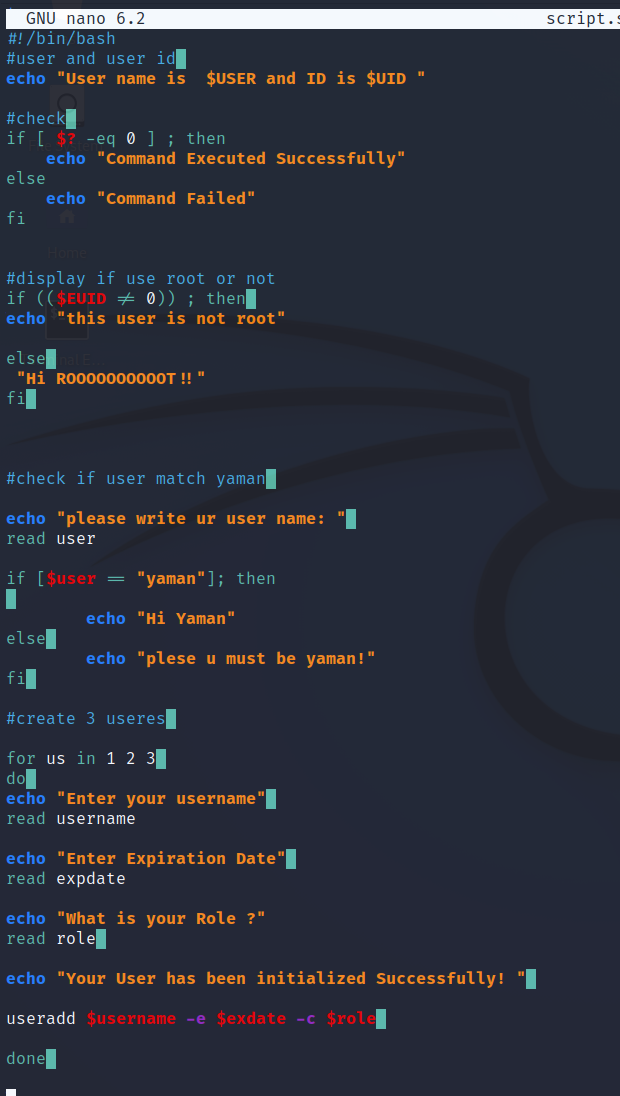 GNU nano 6.2 script.s
#!/bin/bash
#user and user id
echo "User name is  $USER and ID is $UID "
#check
if [ $? -eq 0 ] ; then
    echo "Command Executed Successfully"
else
    echo "Command Failed"
fi
Home
#display if use root or not
if (($EUID != 0)) ; then
echo "this user is not root"
else
 "Hi ROOOOOOOOOOT!!"
fi
#check if user match yaman
echo "please write ur user name: "
read user
if [$user == "yaman"]; then
        echo "Hi Yaman"
else
        echo "plese u must be yaman!"
fi
#create 3 useres
for us in 1 2 3
do
echo "Enter your username"
read username
echo "Enter Expiration Date"
read expdate
echo "What is your Role ?"
read role
echo "Your User has been initialized Successfully! "
useradd $username -e $exdate -c $role
done